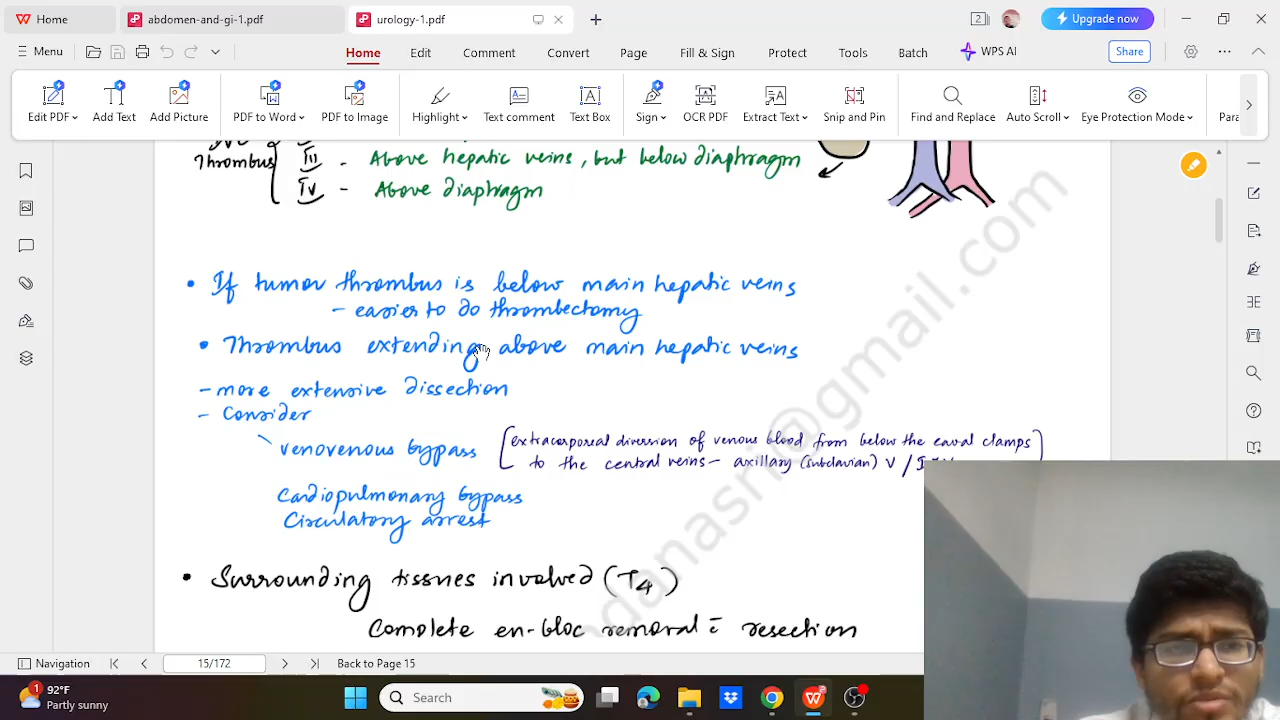 Home
abdomen-and-gi-1.pdf
urology-1.pdf
2
Upgrade now
Menu
Home
Edit
Comment
Convert
Page
Fill & Sign
Protect
Tools
Batch
WPS AI
Share
Edit PDF
Add Text
Add Picture
PDF to Word
PDF to Image
Highlight
Text comment
Text Box
Sign
OCR PDF
Extract Text
Snip and Pin
Find and Replace
Auto Scroll
Eye Protection Mode
Para
Thrombus
III - Above hepatic veins, but below diaphragm
IV - Above diaphragm
• If tumor thrombus is below main hepatic veins
- easier to do thrombectomy
• Thrombus extending above main hepatic veins
- more extensive dissection
- Consider
venovenous bypass [extracorporeal diversion of venous blood from below the caval clamps
to the central veins - axillary (subclavian) V /
Cardiopulmonary bypass
Circulatory arrest
• Surrounding tissues involved (T4)
Complete en-bloc removal c̄ resection
danasri@gmail.com
Navigation
15/172
Back to Page 15
1
92°F
Partly sunny
Search